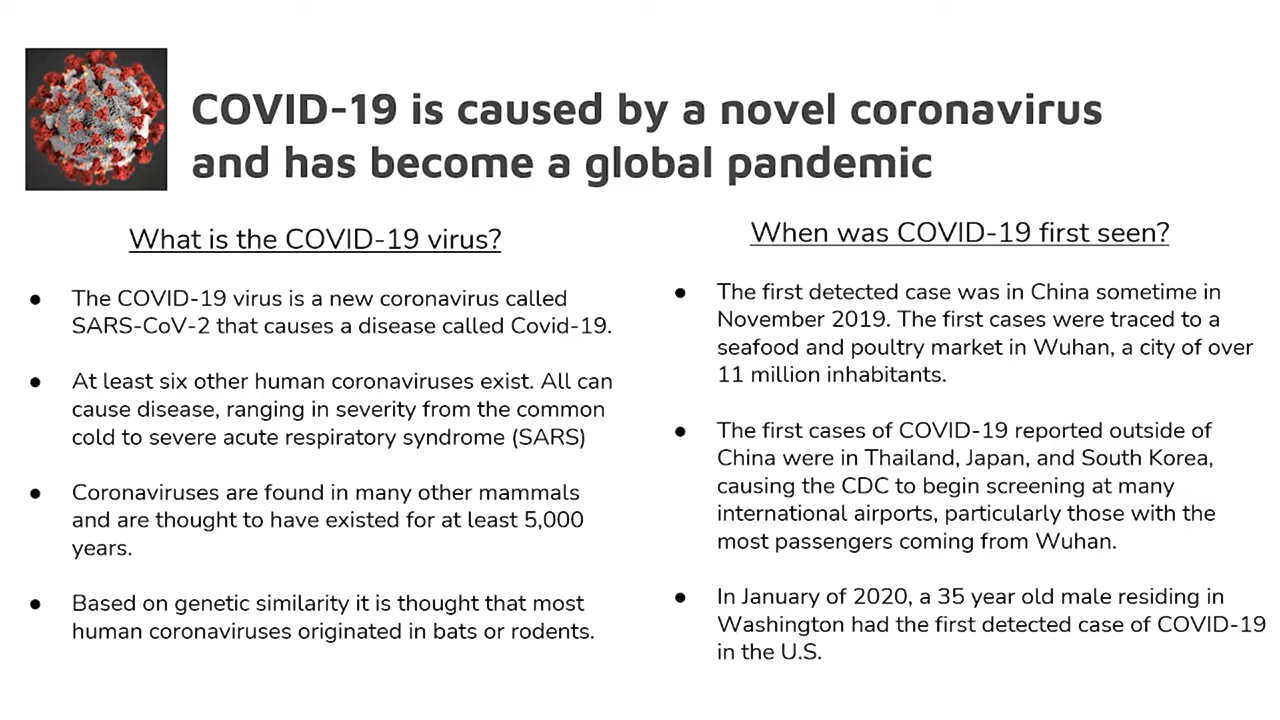 COVID-19 is caused by a novel coronavirus
and has become a global pandemic
What is the COVID-19 virus?
● The COVID-19 virus is a new coronavirus called
SARS-CoV-2 that causes a disease called Covid-19.
● At least six other human coronaviruses exist. All can
cause disease, ranging in severity from the common
cold to severe acute respiratory syndrome (SARS)
● Coronaviruses are found in many other mammals
and are thought to have existed for at least 5,000
years.
● Based on genetic similarity it is thought that most
human coronaviruses originated in bats or rodents.
When was COVID-19 first seen?
● The first detected case was in China sometime in
November 2019. The first cases were traced to a
seafood and poultry market in Wuhan, a city of over
11 million inhabitants.
● The first cases of COVID-19 reported outside of
China were in Thailand, Japan, and South Korea,
causing the CDC to begin screening at many
international airports, particularly those with the
most passengers coming from Wuhan.
● In January of 2020, a 35 year old male residing in
Washington had the first detected case of COVID-19
in the U.S.